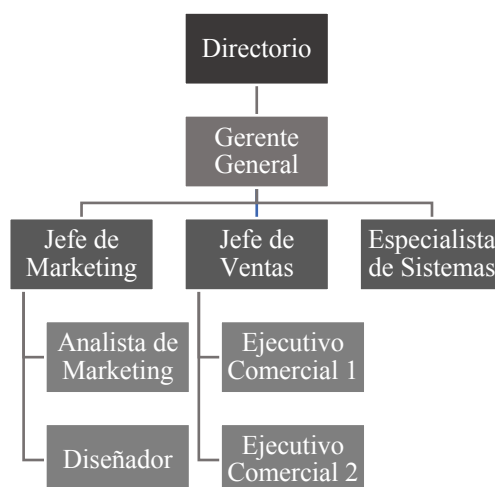 Directorio
Gerente
General
Jefe de
Marketing
Jefe de
Ventas
Especialista
de Sistemas
Analista de
Marketing
Ejecutivo
Comercial 1
Diseñador
Ejecutivo
Comercial 2